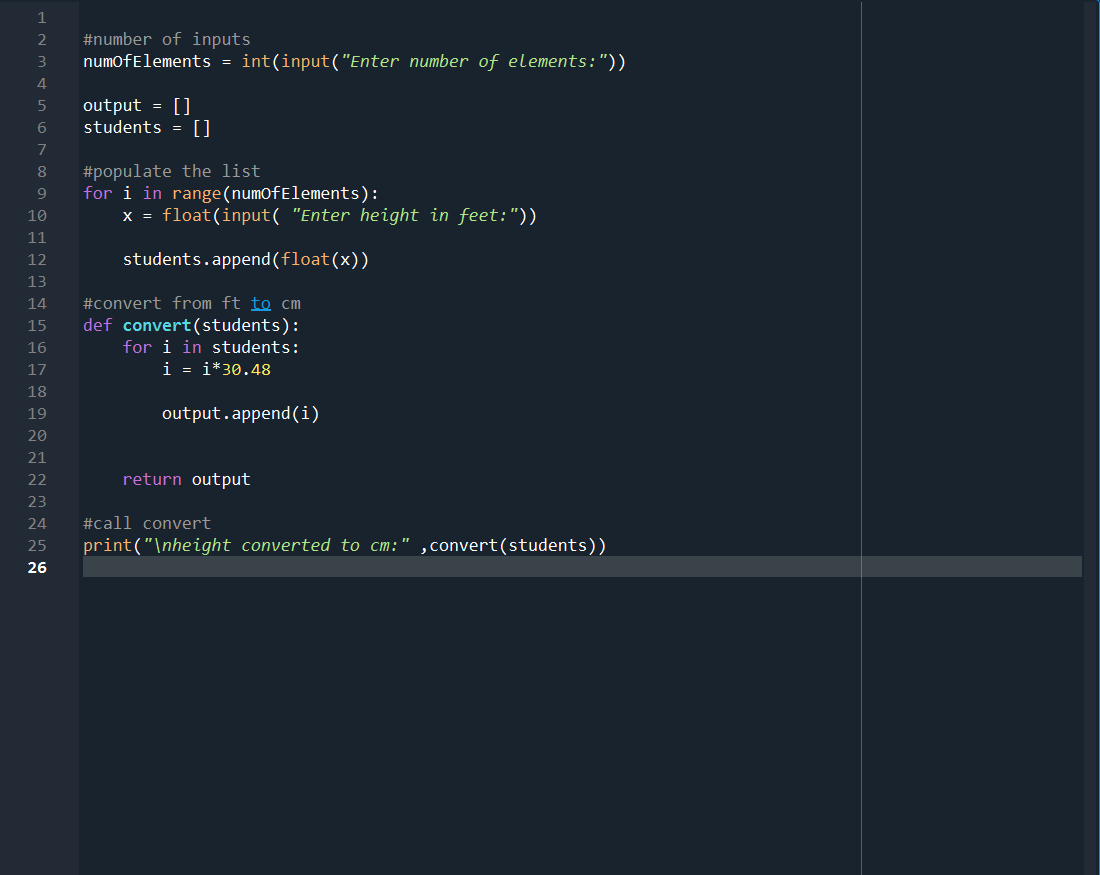 1
2 #number of inputs
3 numOfElements = int(input("Enter number of elements:"))
4
5 output = []
6 students = []
7
8 #populate the list
9 for i in range(numOfElements):
10     x = float(input( "Enter height in feet:"))
11
12     students.append(float(x))
13
14 #convert from ft to cm
15 def convert(students):
16     for i in students:
17         i = i*30.48
18
19         output.append(i)
20
21
22     return output
23
24 #call convert
25 print("\nheight converted to cm:" ,convert(students))
26